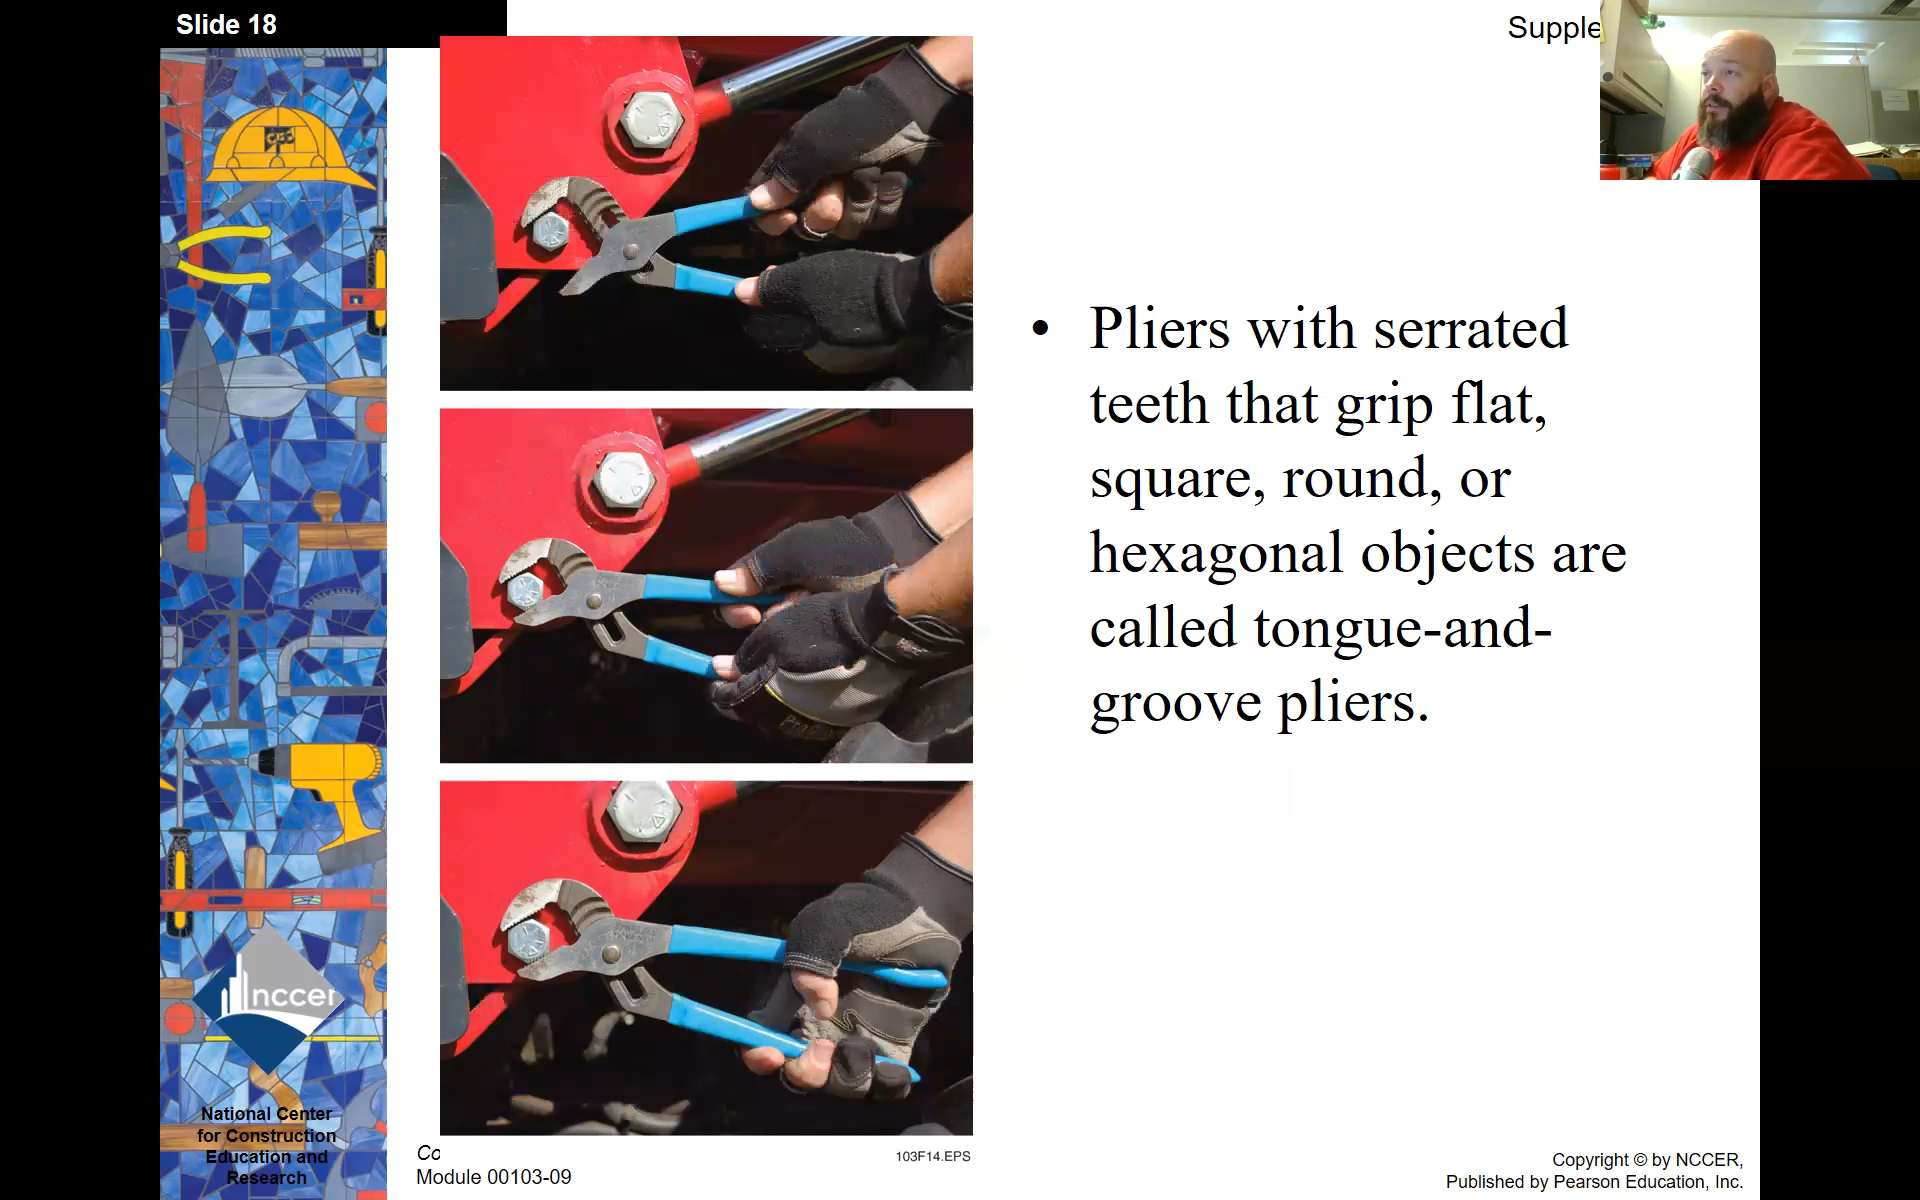 Slide 18
Supple
• Pliers with serrated
teeth that grip flat,
square, round, or
hexagonal objects are
called tongue-and-
groove pliers.
nccer
National Center
for Construction
Education and
Research
Co
Module 00103-09
103F14.EPS
Copyright © by NCCER,
Published by Pearson Education, Inc.